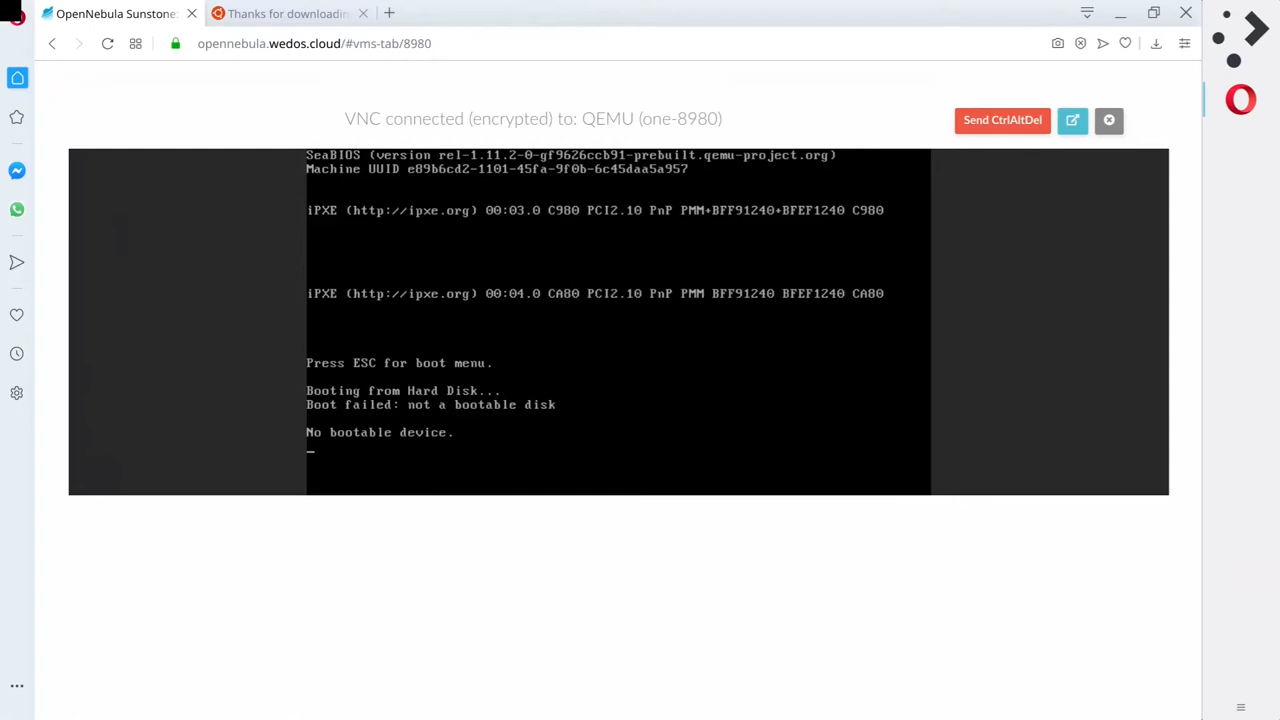 OpenNebula Sunstone:
Thanks for downloadin
opennebula.wedos.cloud/#vms-tab/8980
VNC connected (encrypted) to: QEMU (one-8980)
Send CtrlAltDel
SeaBIOS (version rel-1.11.2-0-gf9626ccb91-prebuilt.qemu-project.org)
Machine UUID e89b6cd2-1101-45fa-9f0b-6c45daa5a957
iPXE (http://ipxe.org) 00:03.0 C980 PCI2.10 PnP PMM+BFF91240+BFEF1240 C980
iPXE (http://ipxe.org) 00:04.0 CA80 PCI2.10 PnP PMM BFF91240 BFEF1240 CA80
Press ESC for boot menu.
Booting from Hard Disk...
Boot failed: not a bootable disk
No bootable device.